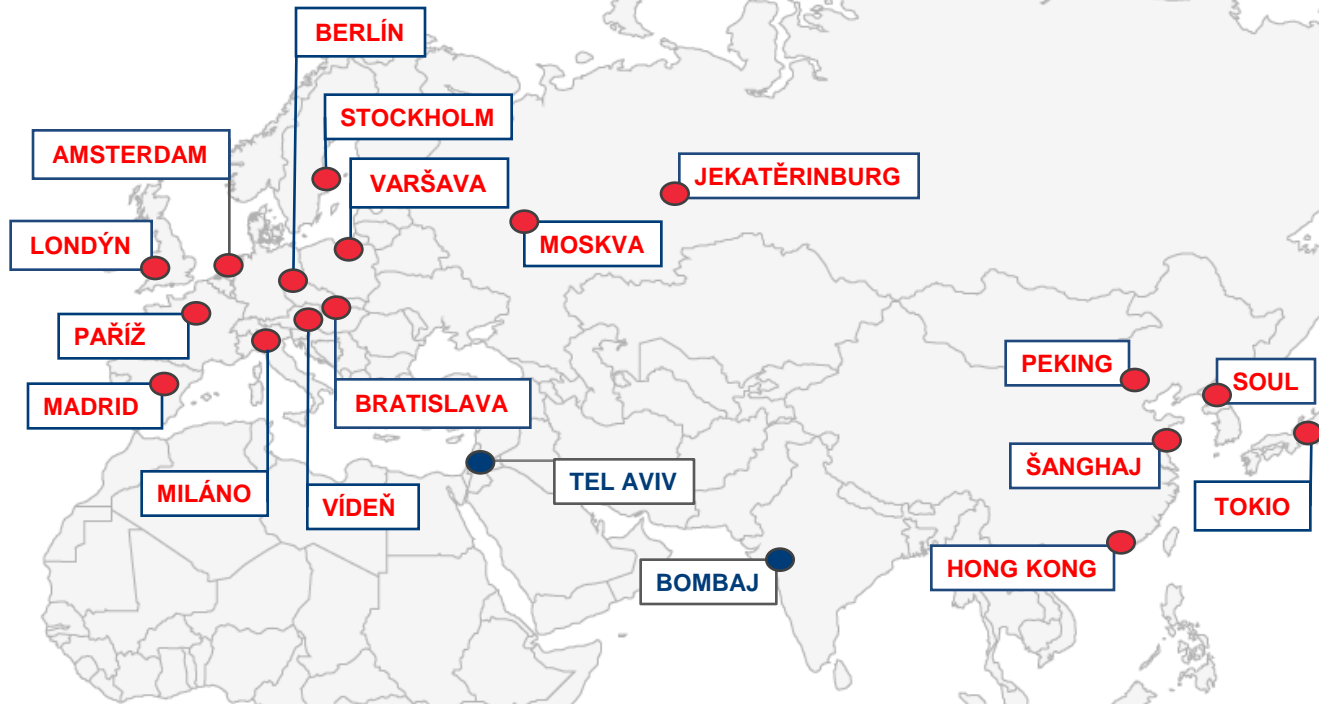 BERLÍN
STOCKHOLM
AMSTERDAM
VARŠAVA
JEKATĚRINBURG
LONDÝN
MOSKVA
PAŘÍŽ
PEKING
SOUL
MADRID
BRATISLAVA
ŠANGHAJ
TEL AVIV
MILÁNO
VÍDEŇ
TOKIO
BOMBAJ
HONG KONG